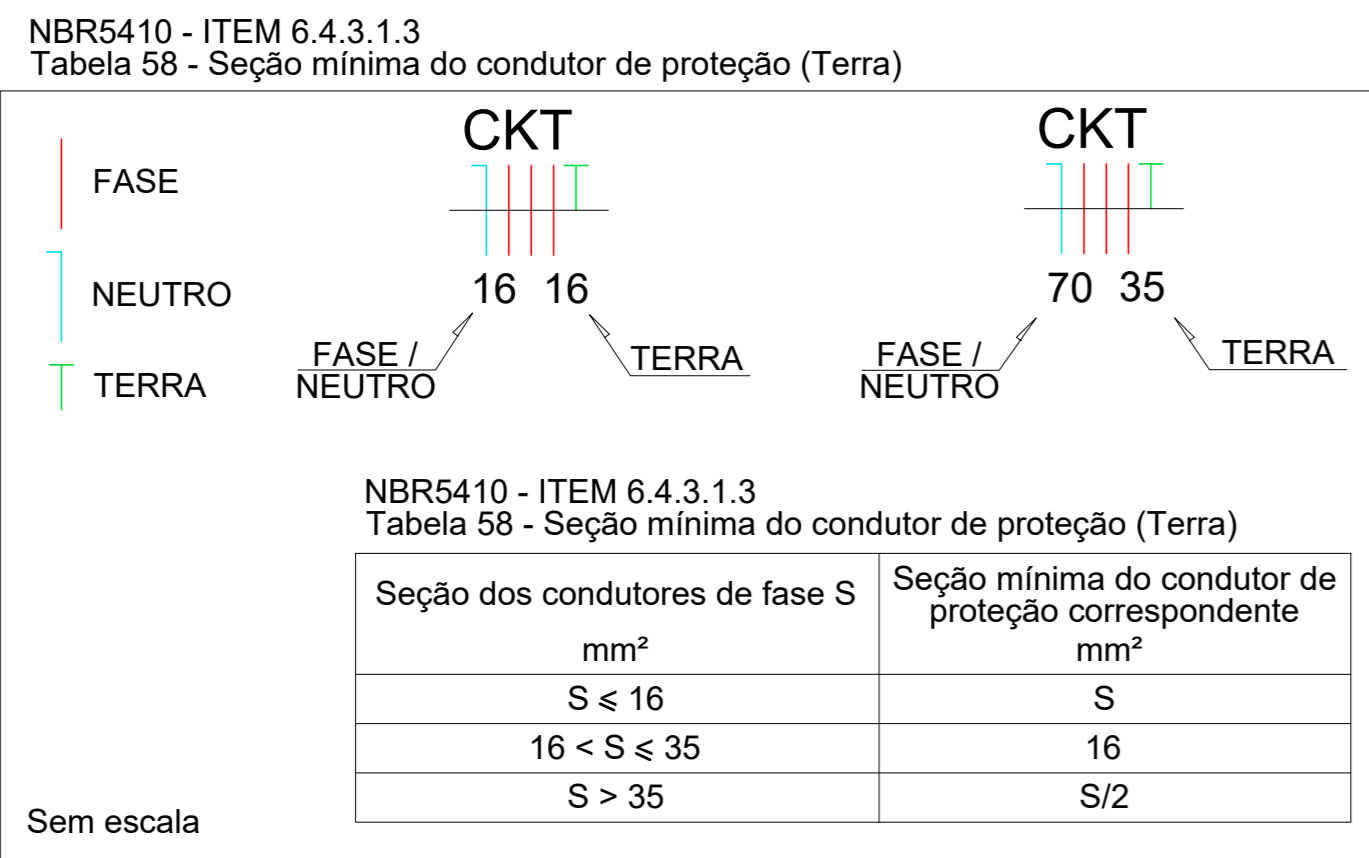 NBR5410 - ITEM 6.4.3.1.3
Tabela 58 - Seção mínima do condutor de proteção (Terra)
FASE
NEUTRO
TERRA
CKT
16 16
FASE /
NEUTRO
TERRA
CKT
70 35
FASE /
NEUTRO
TERRA
NBR5410 - ITEM 6.4.3.1.3
Tabela 58 - Seção mínima do condutor de proteção (Terra)
Seção dos condutores de fase S
mm²
Seção mínima do condutor de
proteção correspondente
mm²
S ⩽ 16 S
16 < S ⩽ 35 16
S > 35 S/2
Sem escala